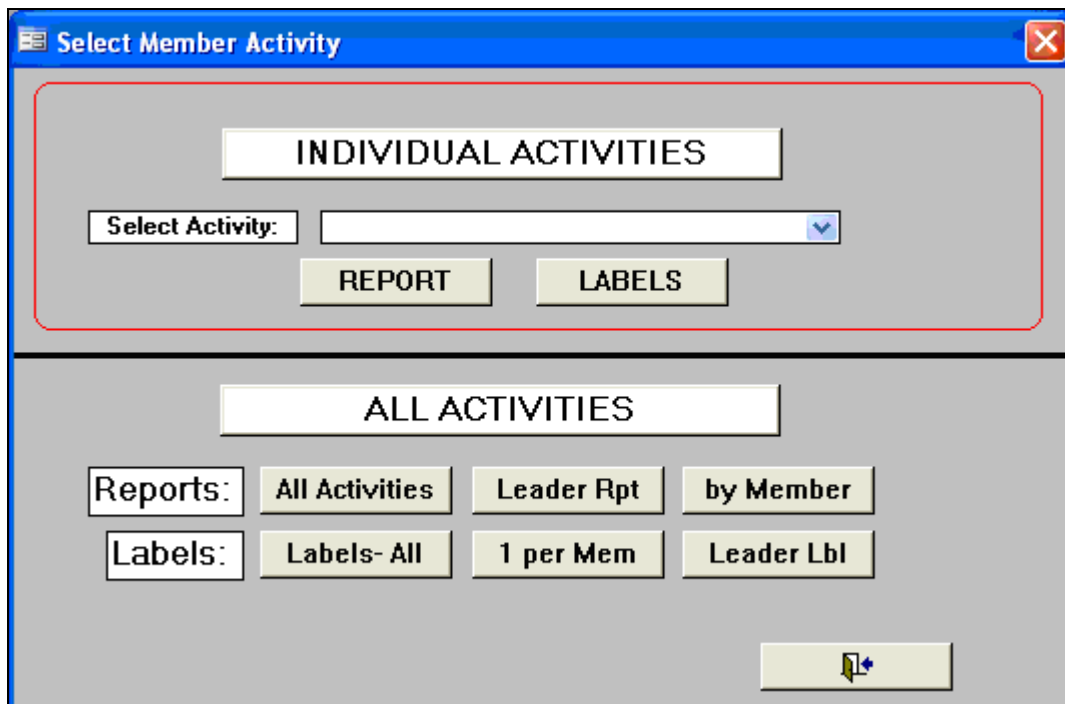 Select Member Activity
INDIVIDUAL ACTIVITIES
Select Activity:
REPORT LABELS
ALL ACTIVITIES
Reports: All Activities Leader Rpt by Member
Labels: Labels- All 1 per Mem Leader Lbl